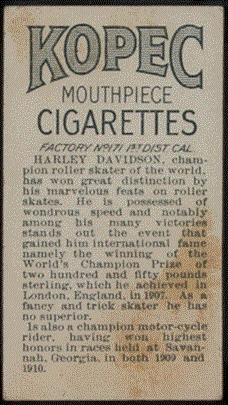 KOPEC
MOUTHPIECE
CIGARETTES
FACTORY No 171 1ST DIST CAL.
HARLEY DAVIDSON, cham-
pion roller skater of the world,
has won great distinction by
his marvelous feats on roller
skates. He is possessed of
wondrous speed and notably
among his many victories
stands out the event that
gained him international fame
namely the winning of the
World's Champion Prize of
two hundred and fifty pounds
sterling, which he achieved in
London, England, in 1907. As a
fancy and trick skater he has
no superior.
Is also a champion motor-cycle
rider, having won highest
honors in races held at Savan-
nah, Georgia, in both 1909 and
1910.